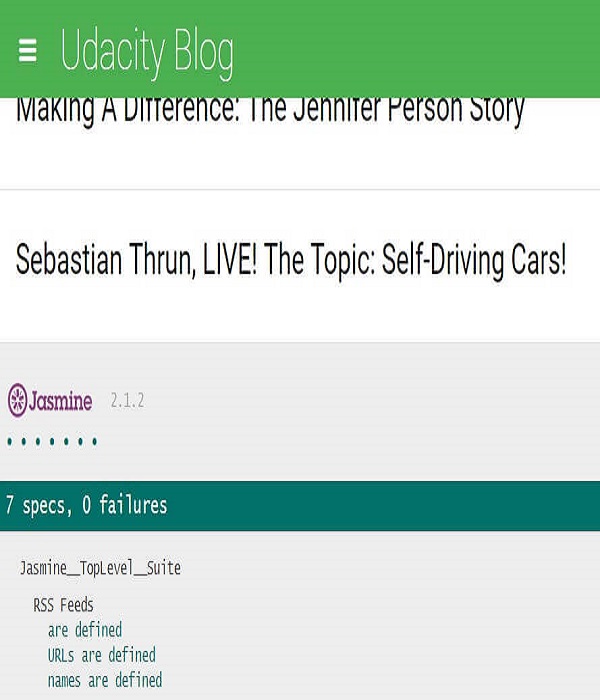 Udacity Blog
Making A Difference: The Jennifer Person Story
Sebastian Thrun, LIVE! The Topic: Self-Driving Cars!
Jasmine 2.1.2
7 specs, 0 failures
Jasmine__TopLevel__Suite
RSS Feeds
are defined
URLs are defined
names are defined